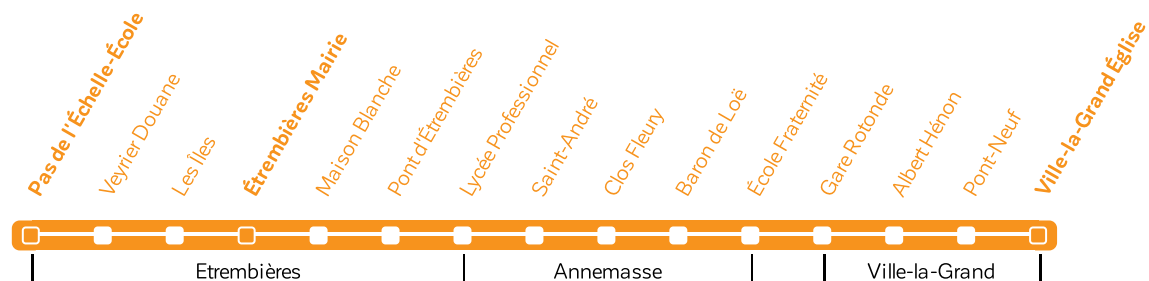 Pas de l'Échelle-École
Veyrier Douane
Les Îles
Étrembières Mairie
Maison Blanche
Pont d'Étrembières
Lycée Professionnel
Saint-André
Clos Fleury
Baron de Loë
École Fraternité
Gare Rotonde
Albert Hénon
Pont-Neuf
Ville-la-Grand Église
Etrembières
Annemasse
Ville-la-Grand